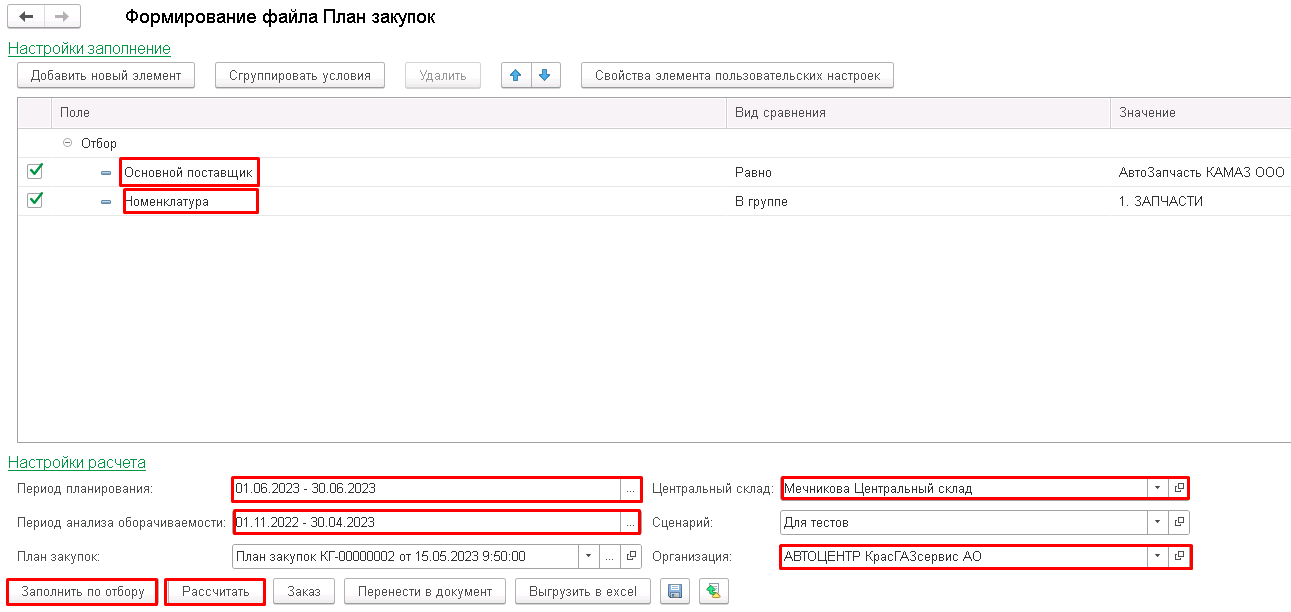 Формирование файла План закупок
Настройки заполнение
Добавить новый элемент Сгруппировать условия Удалить Свойства элемента пользовательских настроек
Поле Вид сравнения Значение
Отбор
Основной поставщик Равно АвтоЗапчасть КАМАЗ ООО
Номенклатура В группе 1. ЗАПЧАСТИ
Настройки расчета
Период планирования: 01.06.2023 - 30.06.2023 ... Центральный склад: Мечникова Центральный склад
Период анализа оборачиваемости: 01.11.2022 - 30.04.2023 ... Сценарий: Для тестов
План закупок: План закупок КГ-00000002 от 15.05.2023 9:50:00 ... Организация: АВТОЦЕНТР КрасГАЗсервис АО
Заполнить по отбору Рассчитать Заказ Перенести в документ Выгрузить в excel